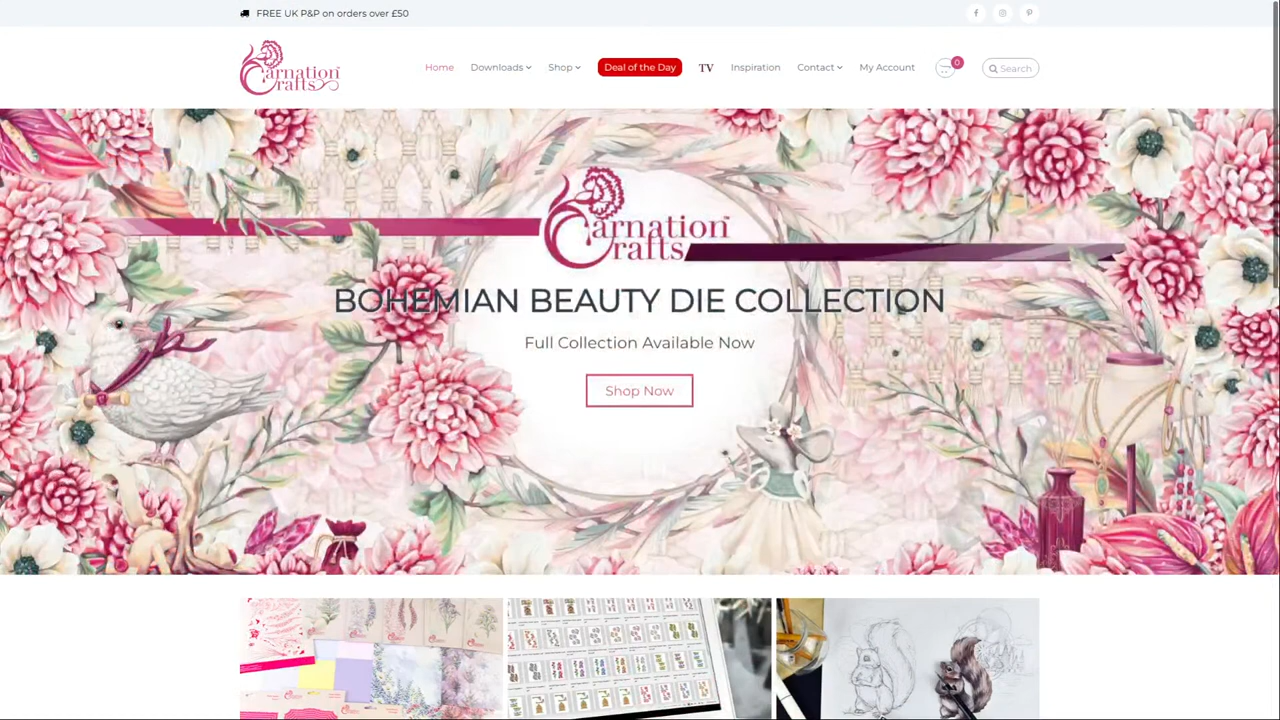 FREE UK P&P on orders over £50
Carnation Crafts
Home Downloads Shop Deal of the Day TV Inspiration Contact My Account 0 Search
Carnation™ Crafts
BOHEMIAN BEAUTY DIE COLLECTION
Full Collection Available Now
Shop Now